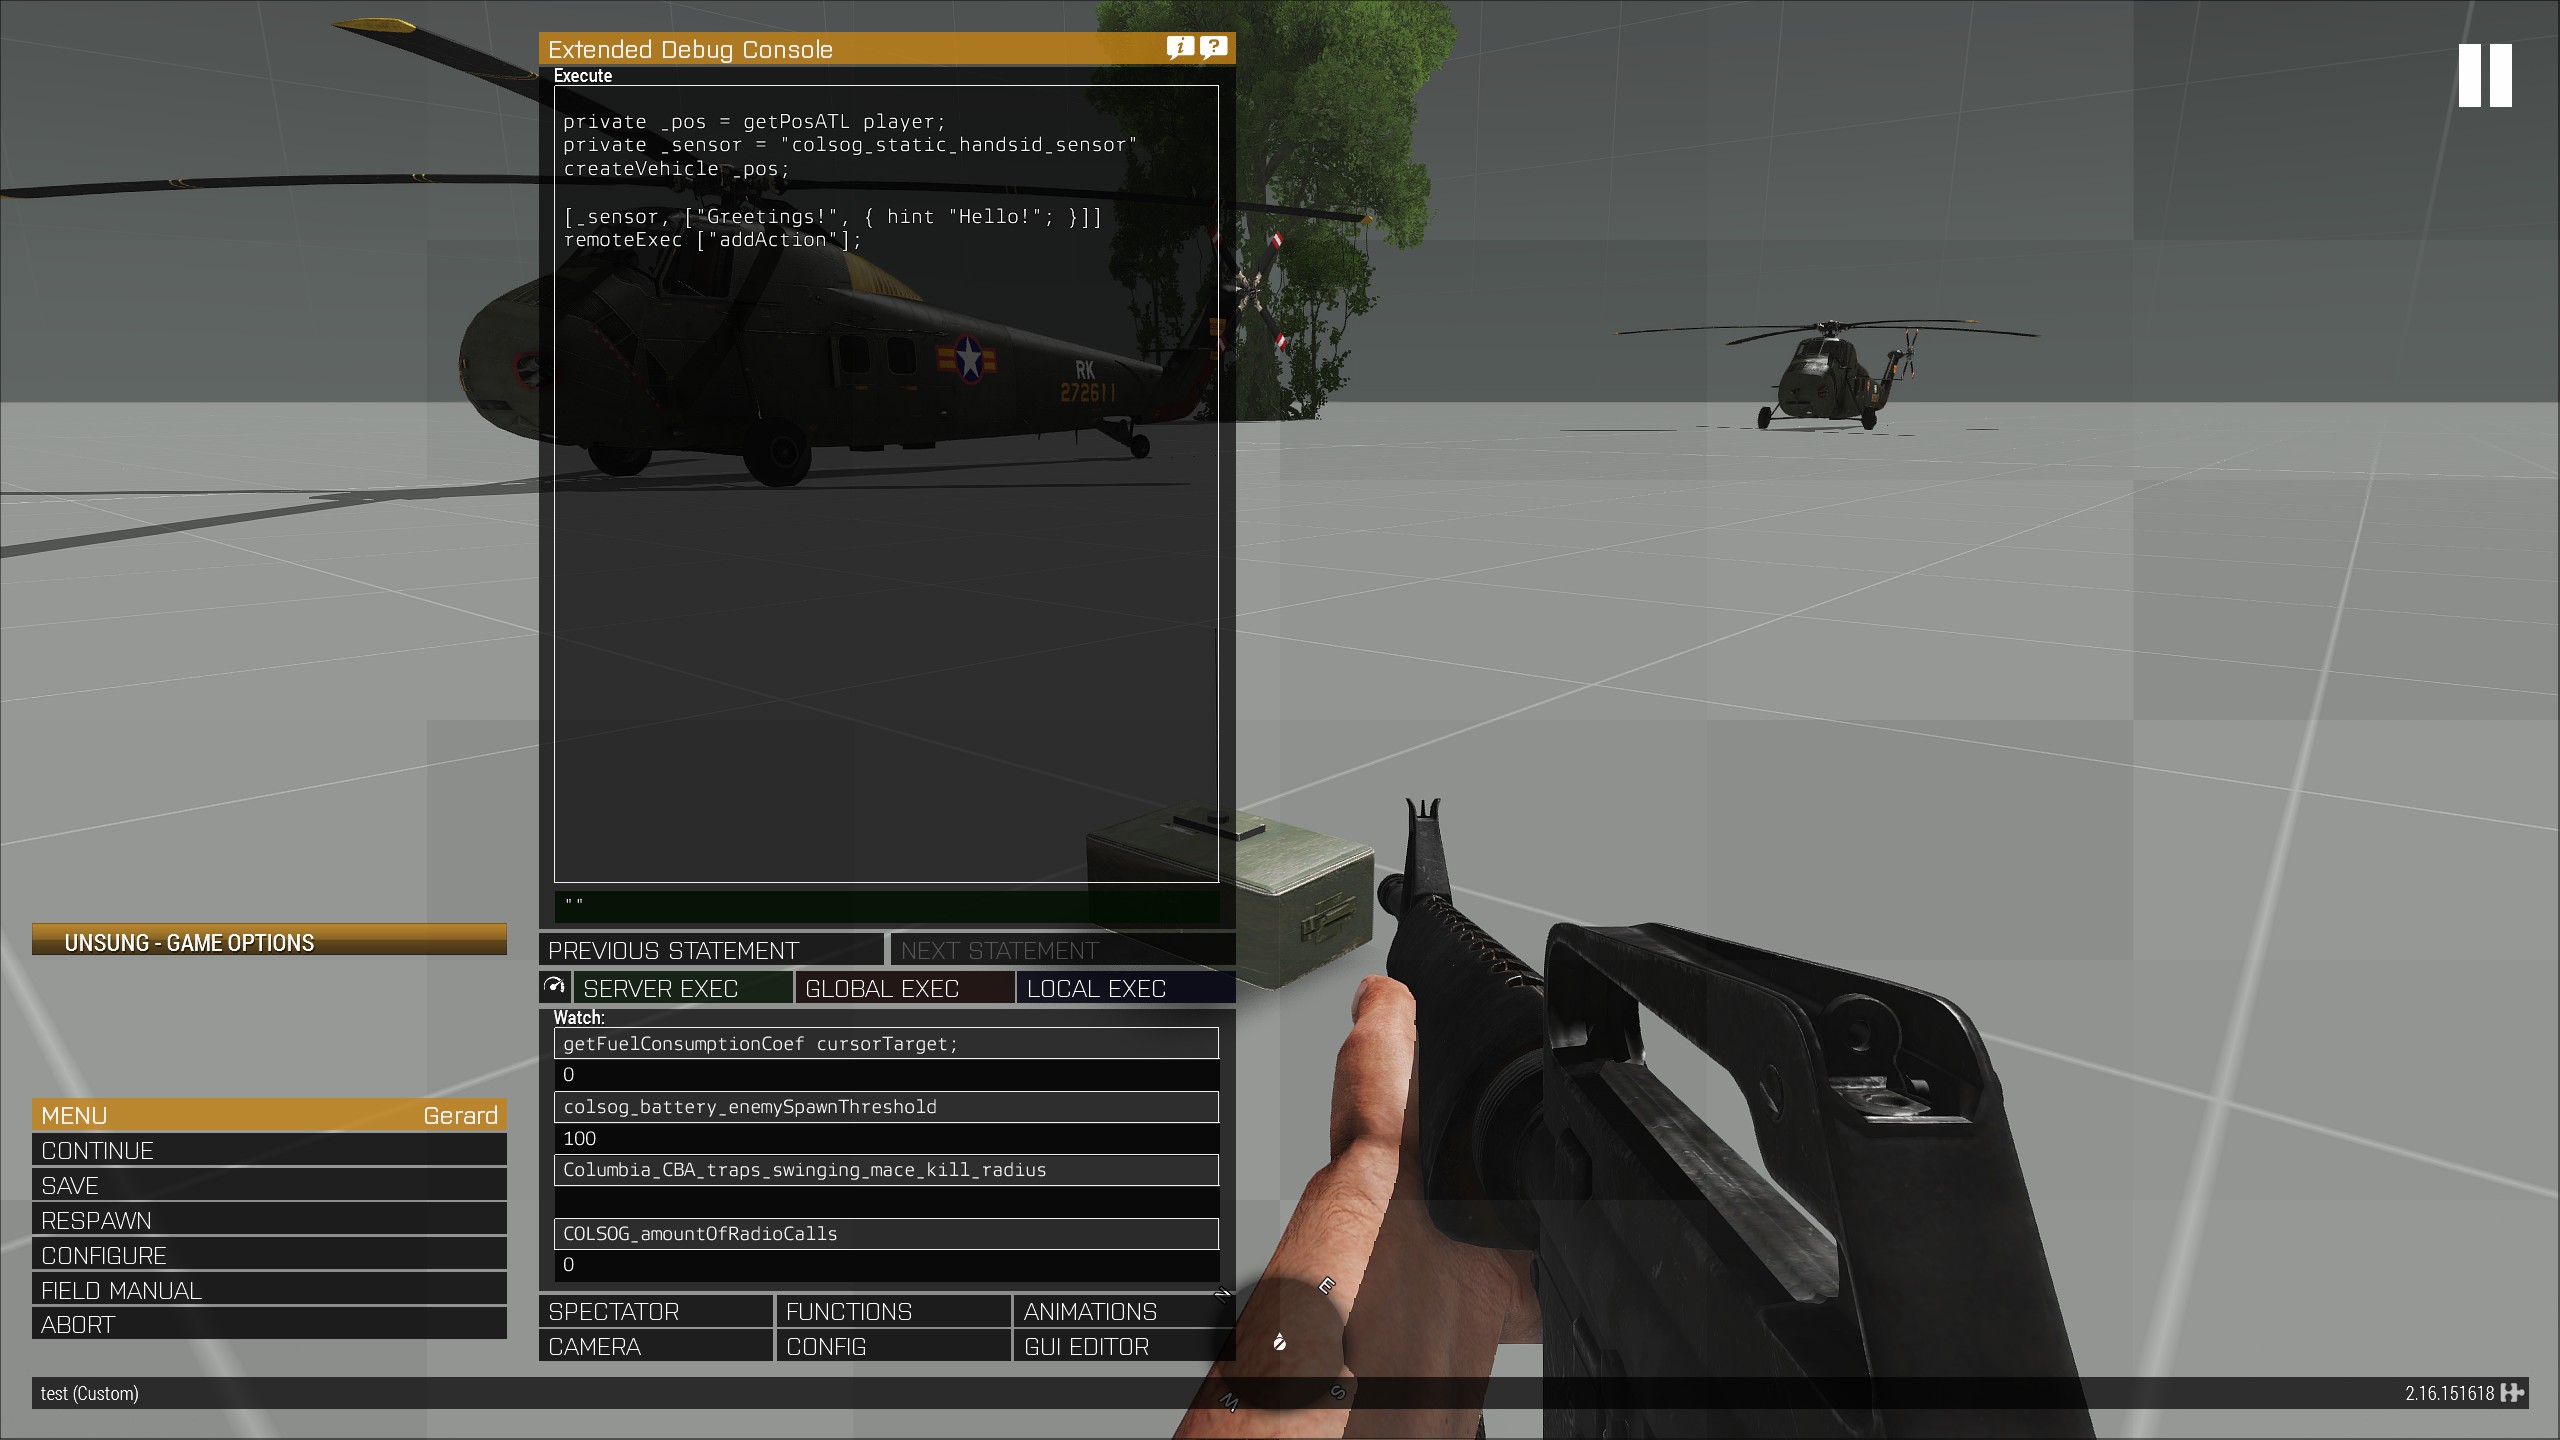 Extended Debug Console
Execute
private _pos = getPosATL player;
private _sensor = "colsog_static_handsid_sensor"
createVehicle _pos;
[_sensor, ["Greetings!", { hint "Hello!"; }]]
remoteExec ["addAction"];
RK
272611
""
PREVIOUS STATEMENT
NEXT STATEMENT
SERVER EXEC
GLOBAL EXEC
LOCAL EXEC
Watch:
getFuelConsumptionCoef cursorTarget;
0
colsog_battery_enemySpawnThreshold
100
Columbia_CBA_traps_swinging_mace_kill_radius
COLSOG_amountOfRadioCalls
0
SPECTATOR
FUNCTIONS
ANIMATIONS
CAMERA
CONFIG
GUI EDITOR
UNSUNG - GAME OPTIONS
MENU Gerard
CONTINUE
SAVE
RESPAWN
CONFIGURE
FIELD MANUAL
ABORT
N
E
W
S
test (Custom)
2.16.151618